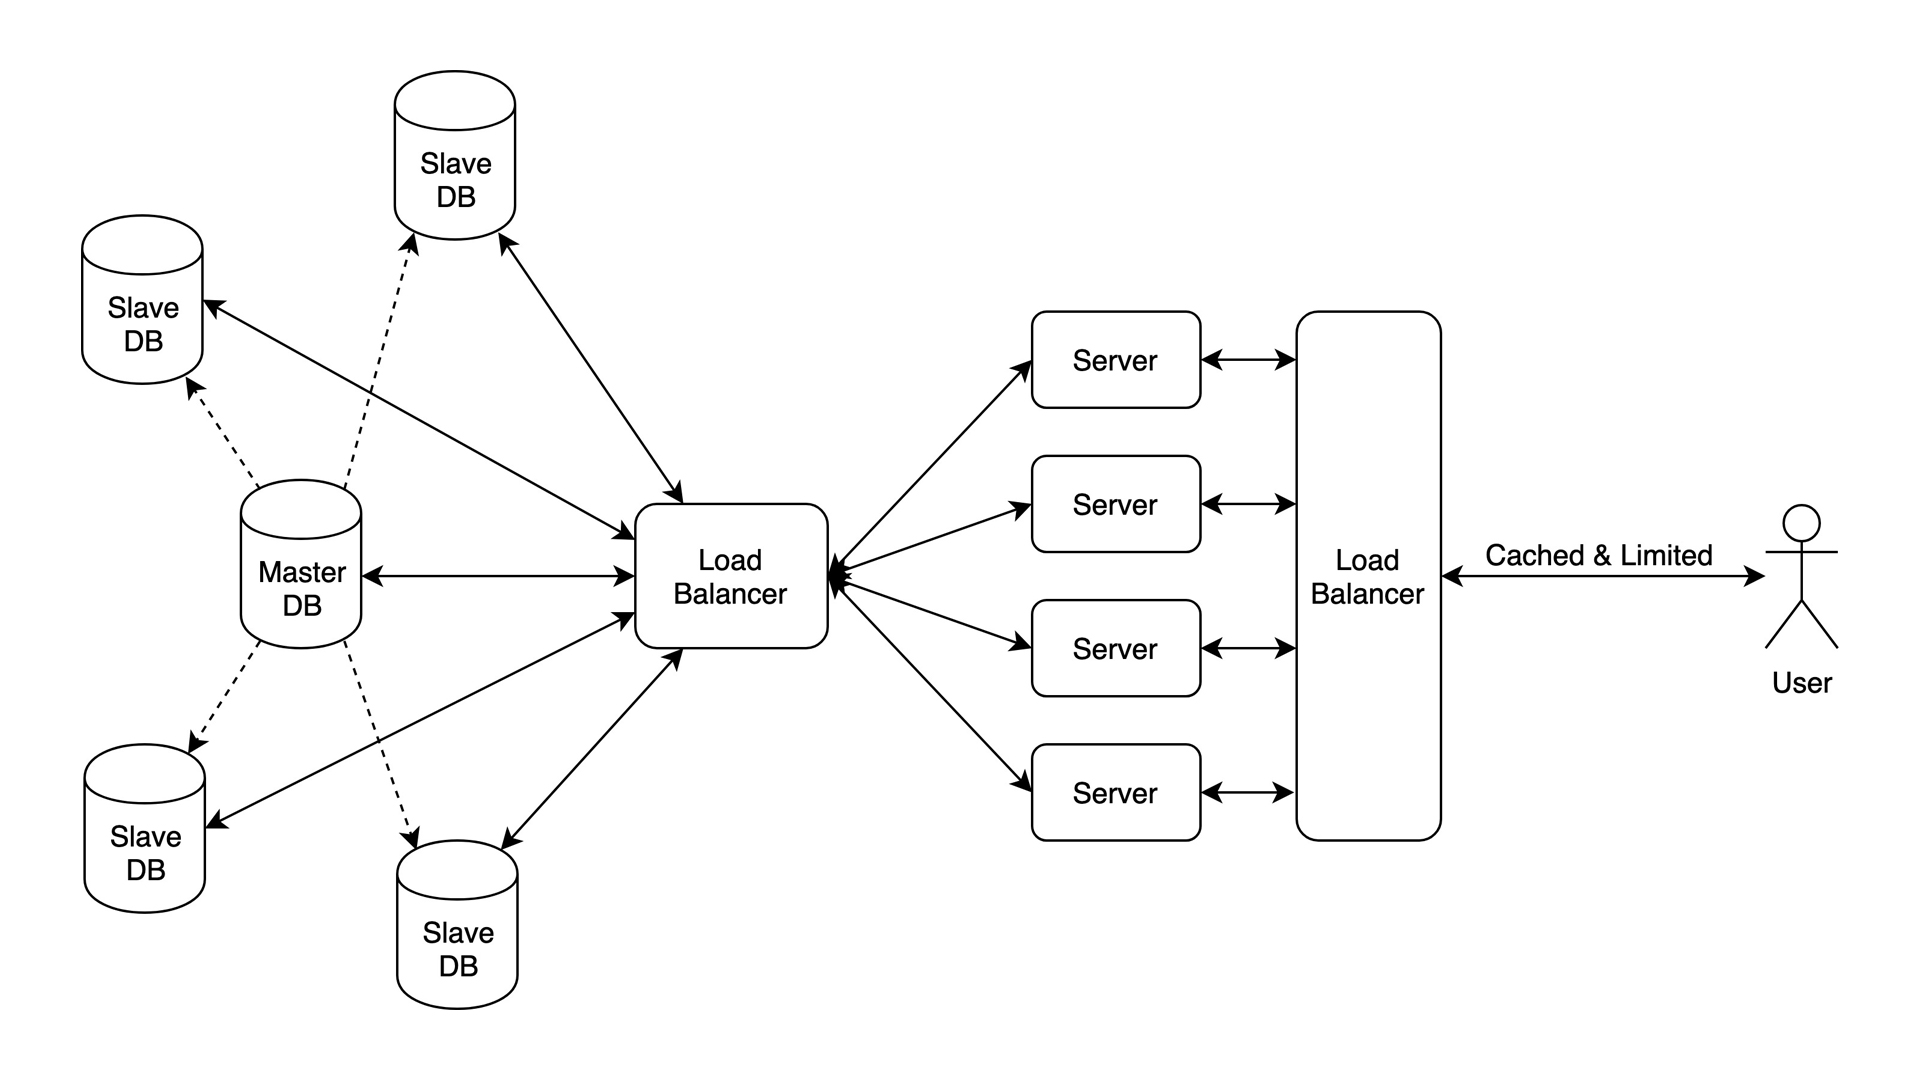 Slave
DB
Slave
DB
Master
DB
Slave
DB
Slave
DB
Load
Balancer
Server
Server
Server
Server
Load
Balancer
Cached & Limited
User